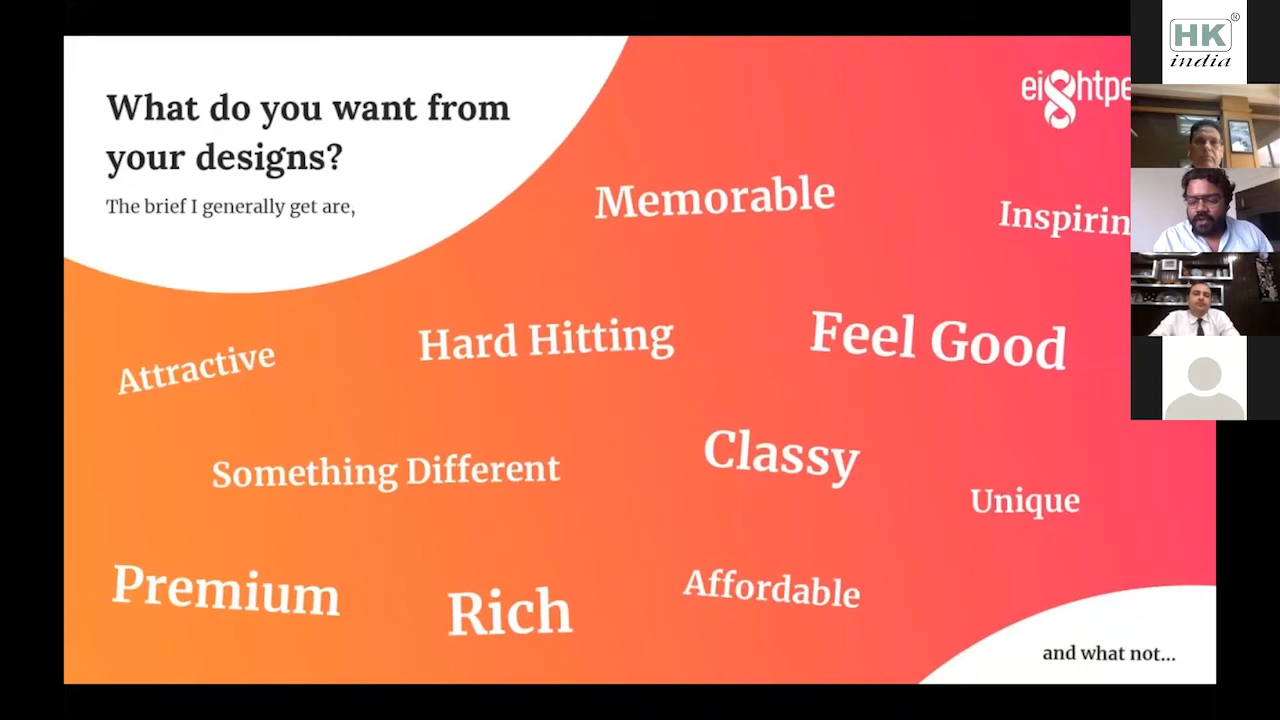 What do you want from
your designs?
The brief I generally get are,
ei8htpe
HK®
india
Memorable
Inspirin
Attractive
Hard Hitting
Feel Good
Something Different
Classy
Unique
Premium
Rich
Affordable
and what not...